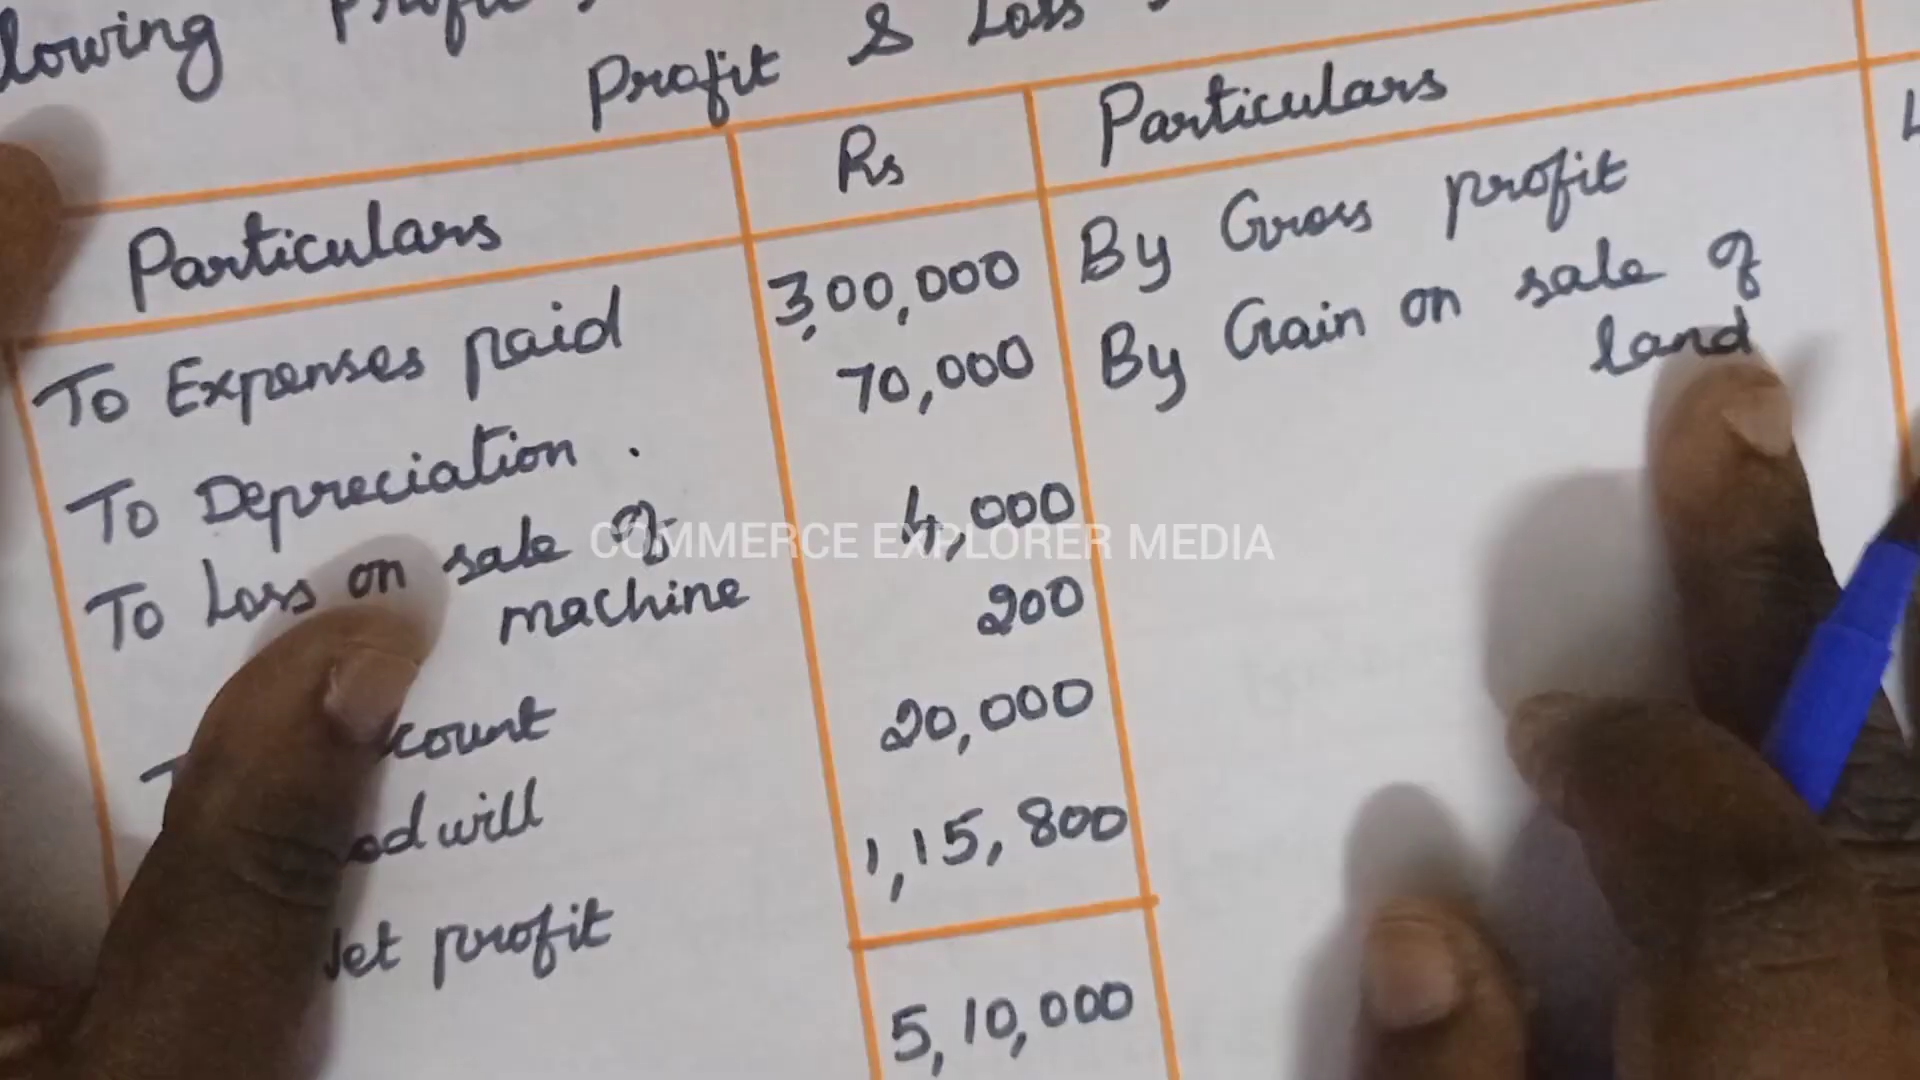 lowing
Profit & Loss
Particulars Rs Particulars
To Expenses paid 3,00,000 By Gross profit
To Depreciation. 70,000 By Gain on sale of
land
To Loss on sale of
machine 4,000
count 200
will 20,000
Net profit 1,15,800
5,10,000
COMMERCE EXPLORER MEDIA